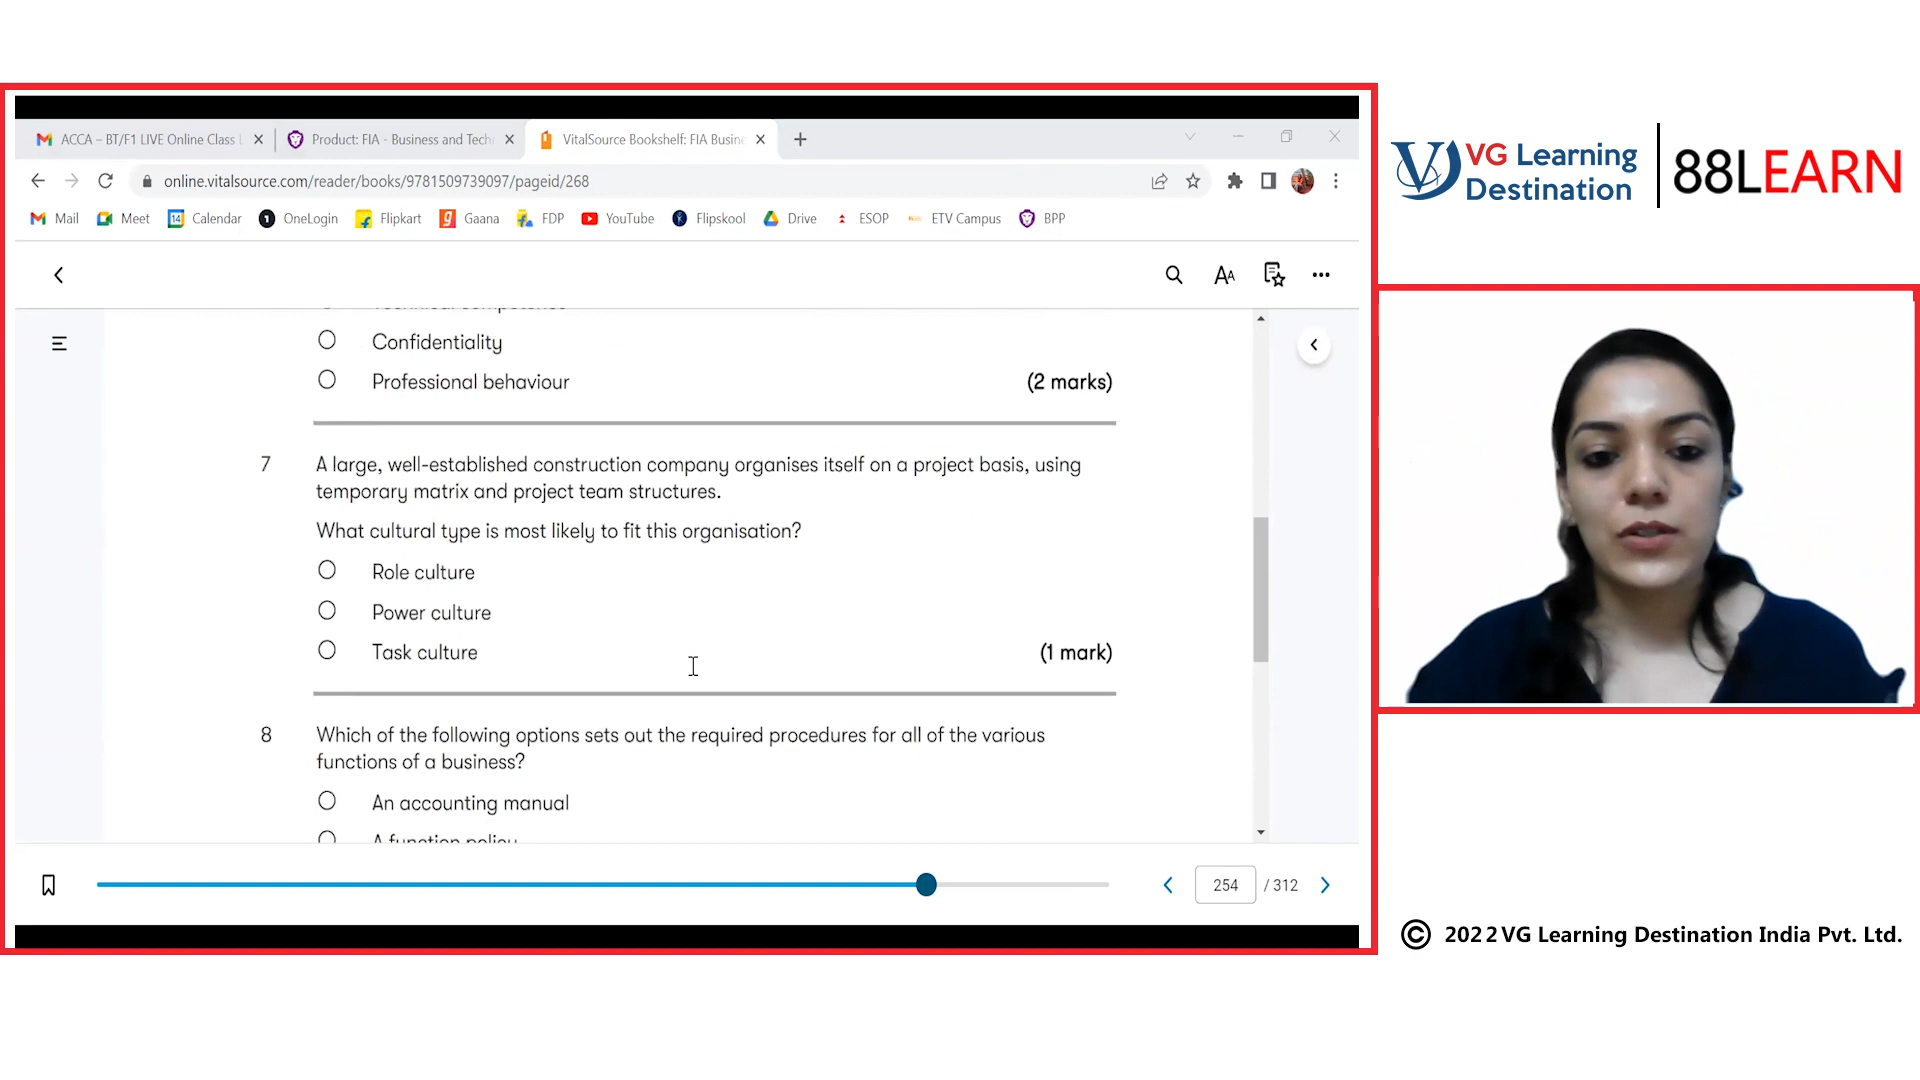 ACCA – BT/F1 LIVE Online Class
Product: FIA - Business and Tech
VitalSource Bookshelf: FIA Busine
online.vitalsource.com/reader/books/9781509739097/pageid/268
Mail
Meet
Calendar
OneLogin
Flipkart
Gaana
FDP
YouTube
Flipskool
Drive
ESOP
ETV Campus
BPP
VG Learning
Destination
88LEARN
Confidentiality
Professional behaviour (2 marks)
7 A large, well-established construction company organises itself on a project basis, using
temporary matrix and project team structures.
What cultural type is most likely to fit this organisation?
Role culture
Power culture
Task culture (1 mark)
8 Which of the following options sets out the required procedures for all of the various
functions of a business?
An accounting manual
A function policy
254 / 312
© 2022 VG Learning Destination India Pvt. Ltd.